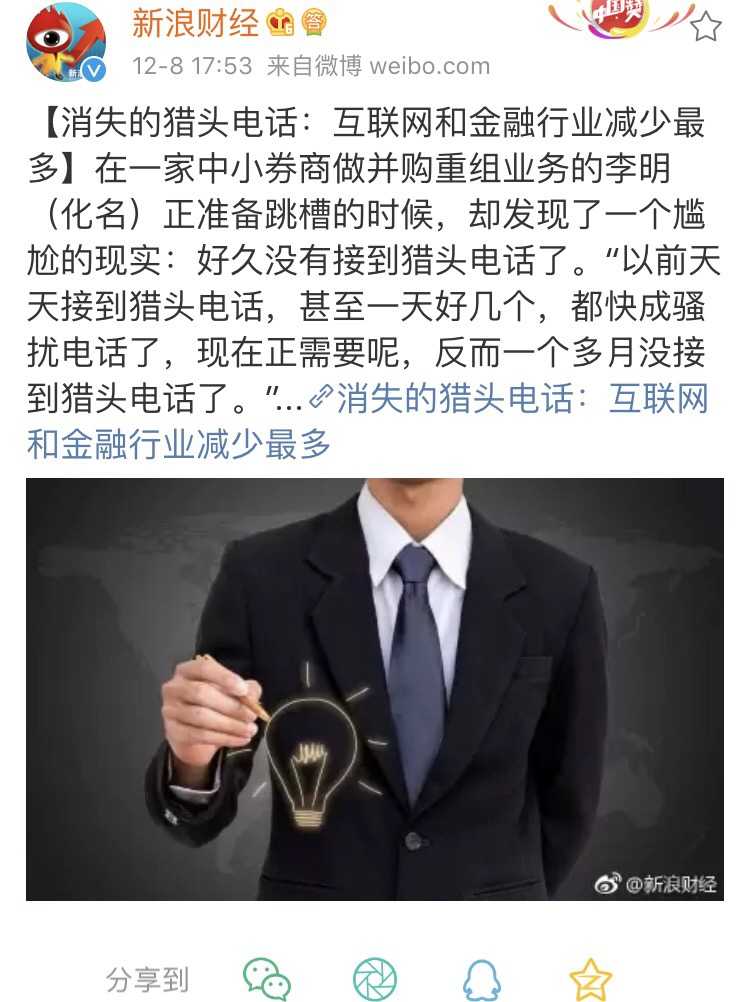 新浪财经
12-8 17:53 来自微博 weibo.com
中国赞
【消失的猎头电话：互联网和金融行业减少最
多】在一家中小券商做并购重组业务的李明
（化名）正准备跳槽的时候，却发现了一个尴
尬的现实：好久没有接到猎头电话了。“以前天
天接到猎头电话，甚至一天好几个，都快成骚
扰电话了，现在正需要呢，反而一个多月没接
到猎头电话了。”...消失的猎头电话：互联网
和金融行业减少最多
@新浪财经
分享到